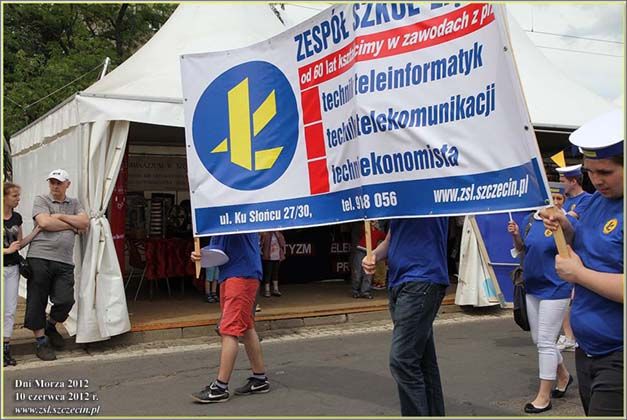 ZESPÓŁ SZKÓŁ
od 60 lat kształcimy w zawodach z pr
technik teleinformatyk
technik telekomunikacji
technik ekonomista
ul. Ku Słońcu 27/30, tel. 918 056 www.zsl.szczecin.pl
Dni Morza 2012
10 czerwca 2012 r.
www.zsl.szczecin.pl